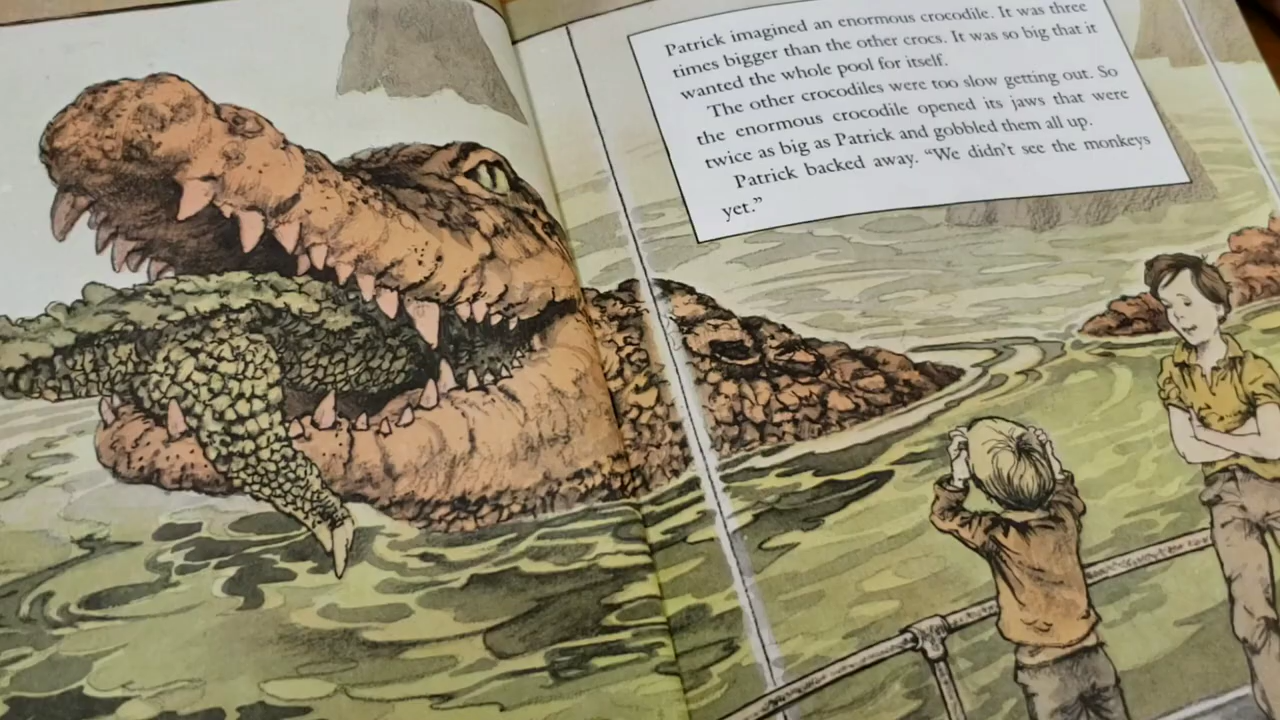 Patrick imagined an enormous crocodile. It was three
times bigger than the other crocs. It was so big that it
wanted the whole pool for itself.
The other crocodiles were too slow getting out. So
the enormous crocodile opened its jaws that were
twice as big as Patrick and gobbled them all up.
Patrick backed away. “We didn’t see the monkeys
yet.”